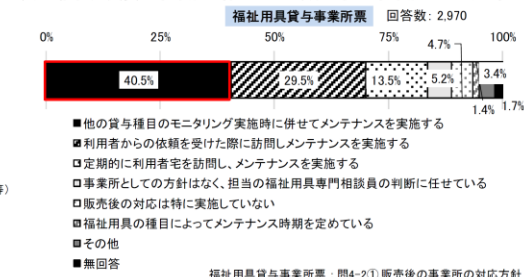 福祉用具貸与事業所票 回答数: 2,970
0% 25% 50% 75% 100%
4.7%
40.5% 29.5% 13.5% 5.2% 3.4%
1.4% 1.7%
■他の貸与種目のモニタリング実施時に併せてメンテナンスを実施する
利用者からの依頼を受けた際に訪問しメンテナンスを実施する
定期的に利用者宅を訪問し、メンテナンスを実施する
等）
□事業所としての方針はなく、担当の福祉用具専門相談員の判断に任せている
□販売後の対応は特に実施していない
福祉用具の種目によってメンテナンス時期を定めている
■その他
■無回答
福祉用具貸与事業所票：問4-2① 販売後の事業所の対応方針